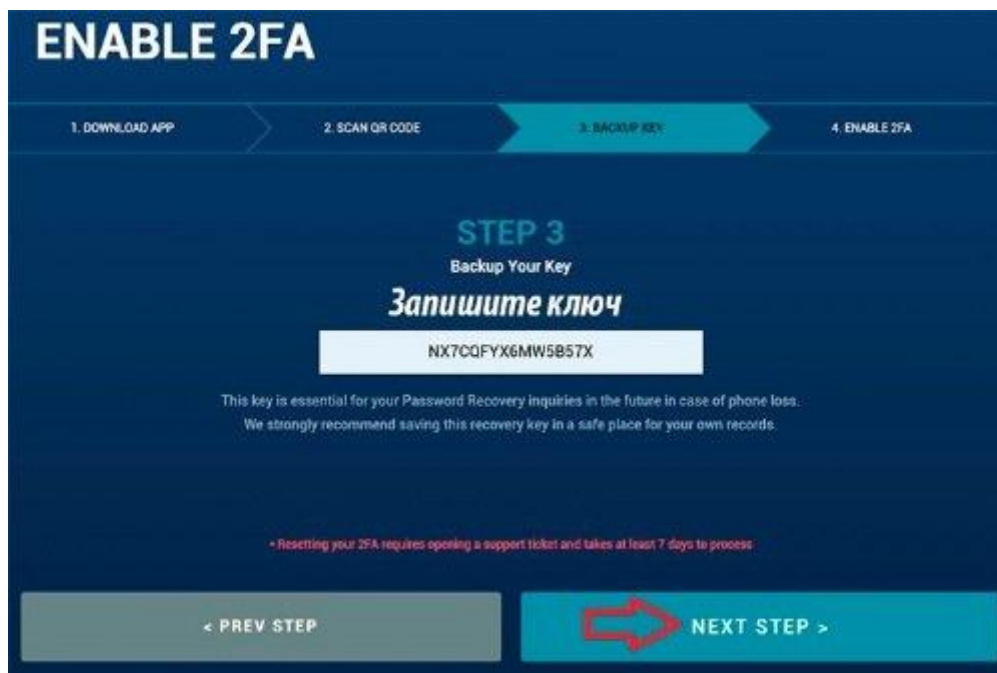 ENABLE 2FA
1. DOWNLOAD APP
2. SCAN QR CODE
3. BACKUP KEY
4. ENABLE 2FA
STEP 3
Backup Your Key
Запишите ключ
NX7CQFYX6MW5B57X
This key is essential for your Password Recovery inquiries in the future in case of phone loss.
We strongly recommend saving this recovery key in a safe place for your own records.
• Resetting your 2FA requires opening a support ticket and takes at least 7 days to process
< PREV STEP
NEXT STEP >